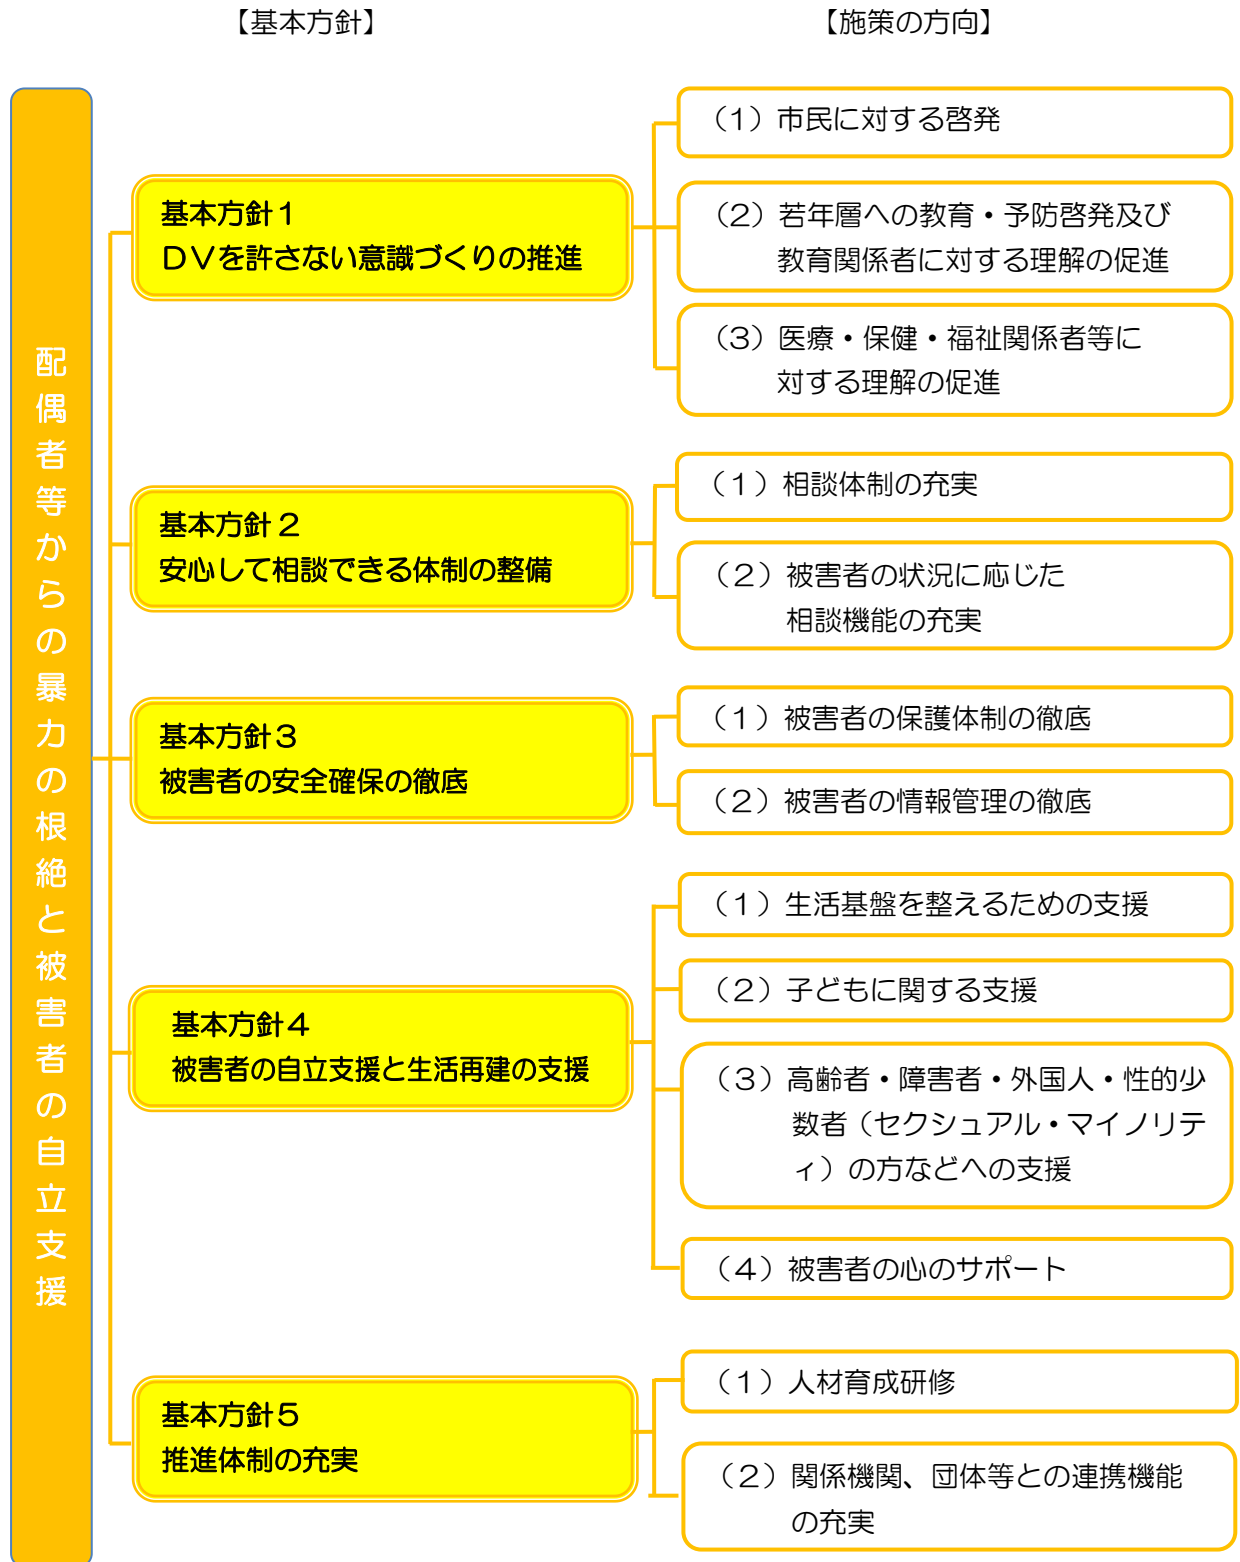 【基本方針】
【施策の方向】
配偶者等からの暴力の根絶と被害者の自立支援
基本方針１
ＤＶを許さない意識づくりの推進
（１）市民に対する啓発
（２）若年層への教育・予防啓発及び
教育関係者に対する理解の促進
（３）医療・保健・福祉関係者等に
対する理解の促進
基本方針２
安心して相談できる体制の整備
（１）相談体制の充実
（２）被害者の状況に応じた
相談機能の充実
基本方針３
被害者の安全確保の徹底
（１）被害者の保護体制の徹底
（２）被害者の情報管理の徹底
基本方針４
被害者の自立支援と生活再建の支援
（１）生活基盤を整えるための支援
（２）子どもに関する支援
（３）高齢者・障害者・外国人・性的少
数者（セクシュアル・マイノリテ
ィ）の方などへの支援
（４）被害者の心のサポート
基本方針５
推進体制の充実
（１）人材育成研修
（２）関係機関、団体等との連携機能
の充実